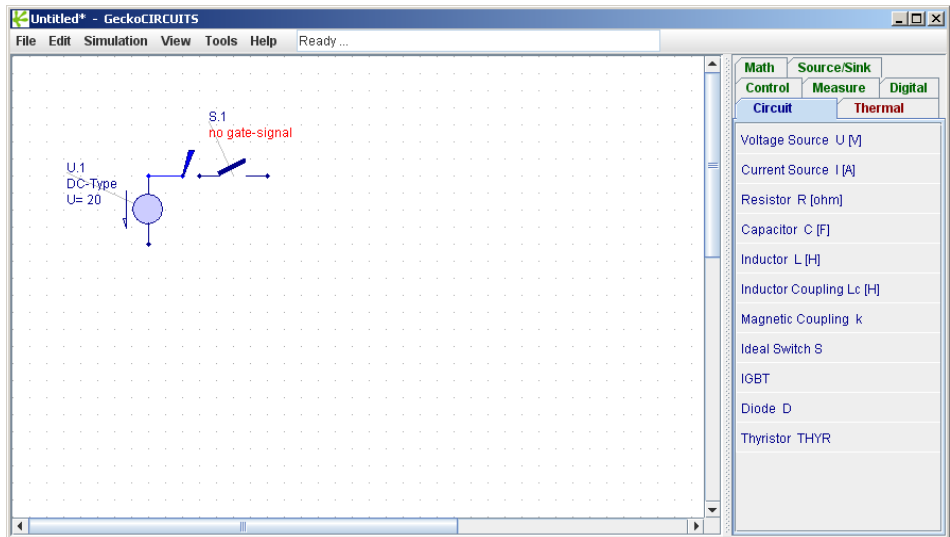 Untitled* - GeckoCIRCUITS
File Edit Simulation View Tools Help Ready ...
Math Source/Sink
Control Measure Digital
Circuit Thermal
S.1
no gate-signal
U.1
DC-Type
U= 20
Voltage Source U [V]
Current Source I [A]
Resistor R [ohm]
Capacitor C [F]
Inductor L [H]
Inductor Coupling Lc [H]
Magnetic Coupling k
Ideal Switch S
IGBT
Diode D
Thyristor THYR